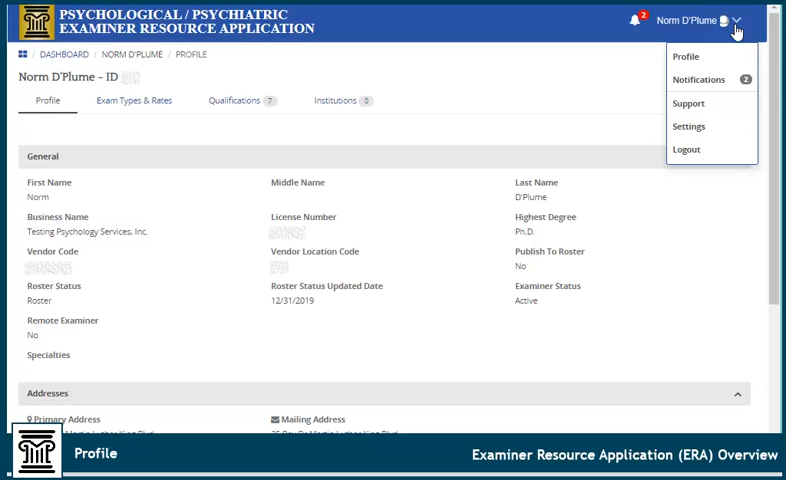 PSYCHOLOGICAL / PSYCHIATRIC
EXAMINER RESOURCE APPLICATION
2
Norm D'Plume
DASHBOARD / NORM D'PLUME / PROFILE
Profile
Notifications 2
Support
Settings
Logout
Norm D'Plume - ID
Profile Exam Types & Rates Qualifications 7 Institutions 0
General
First Name Middle Name Last Name
Norm D'Plume
Business Name License Number Highest Degree
Testing Psychology Services, Inc. Ph.D.
Vendor Code Vendor Location Code Publish To Roster
No
Roster Status Roster Status Updated Date Examiner Status
Roster 12/31/2019 Active
Remote Examiner
No
Specialties
Addresses
Primary Address Mailing Address
Profile
Examiner Resource Application (ERA) Overview